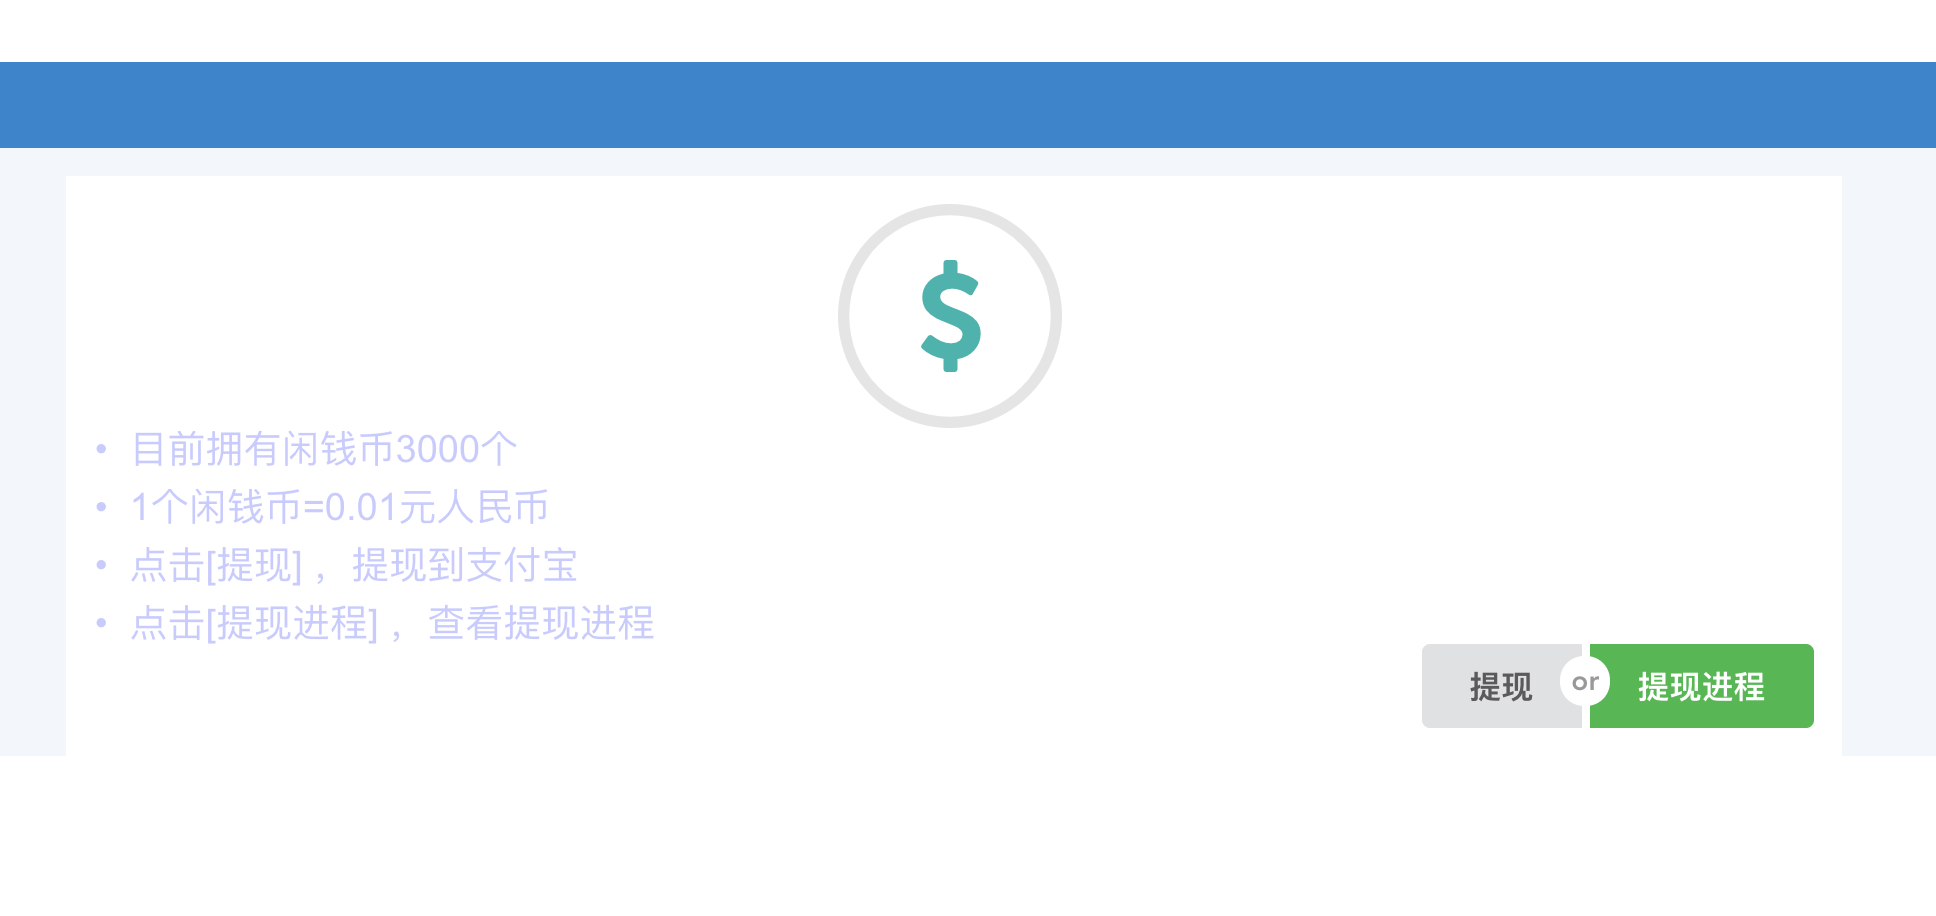 $
• 目前拥有闲钱币3000个
• 1个闲钱币=0.01元人民币
• 点击[提现]，提现到支付宝
• 点击[提现进程]，查看提现进程
提现 or 提现进程